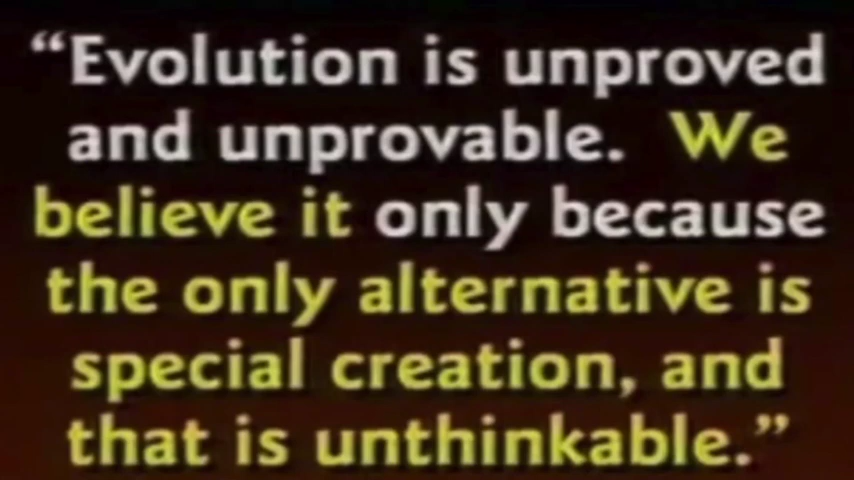 “Evolution is unproved
and unprovable. We
believe it only because
the only alternative is
special creation, and
that is unthinkable.”